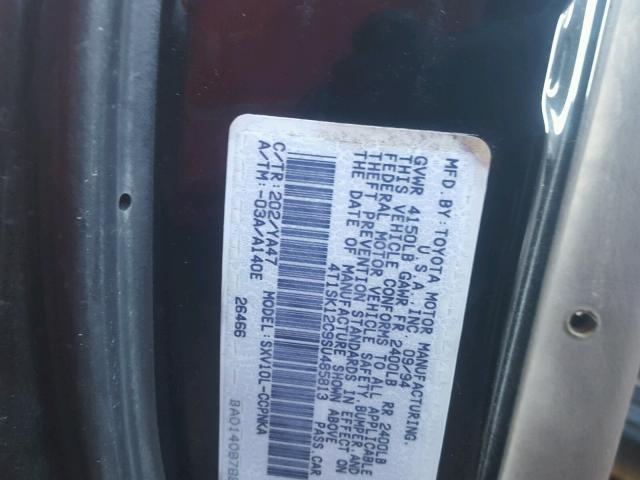 MFD.BY:TOYOTA MOTOR MANUFACTURING.
U S A, INC. 09/94
GVWR 4150LB GAWR FR 2400LB RR 2400LB
THIS VEHICLE CONFORMS TO ALL APPLICABLE
FEDERAL MOTOR VEHICLE SAFETY BUMPER AND
THEFT PREVENTION STANDARDS IN EFFECT ON
THE DATE OF MANUFACTURE SHOWN ABOVE
4T1SK12C9SU485813 PASS.CAR
C/TR:202/YA47 MODEL:SXV10L-CCPNKA
A/TM:-03A/A140E
26466